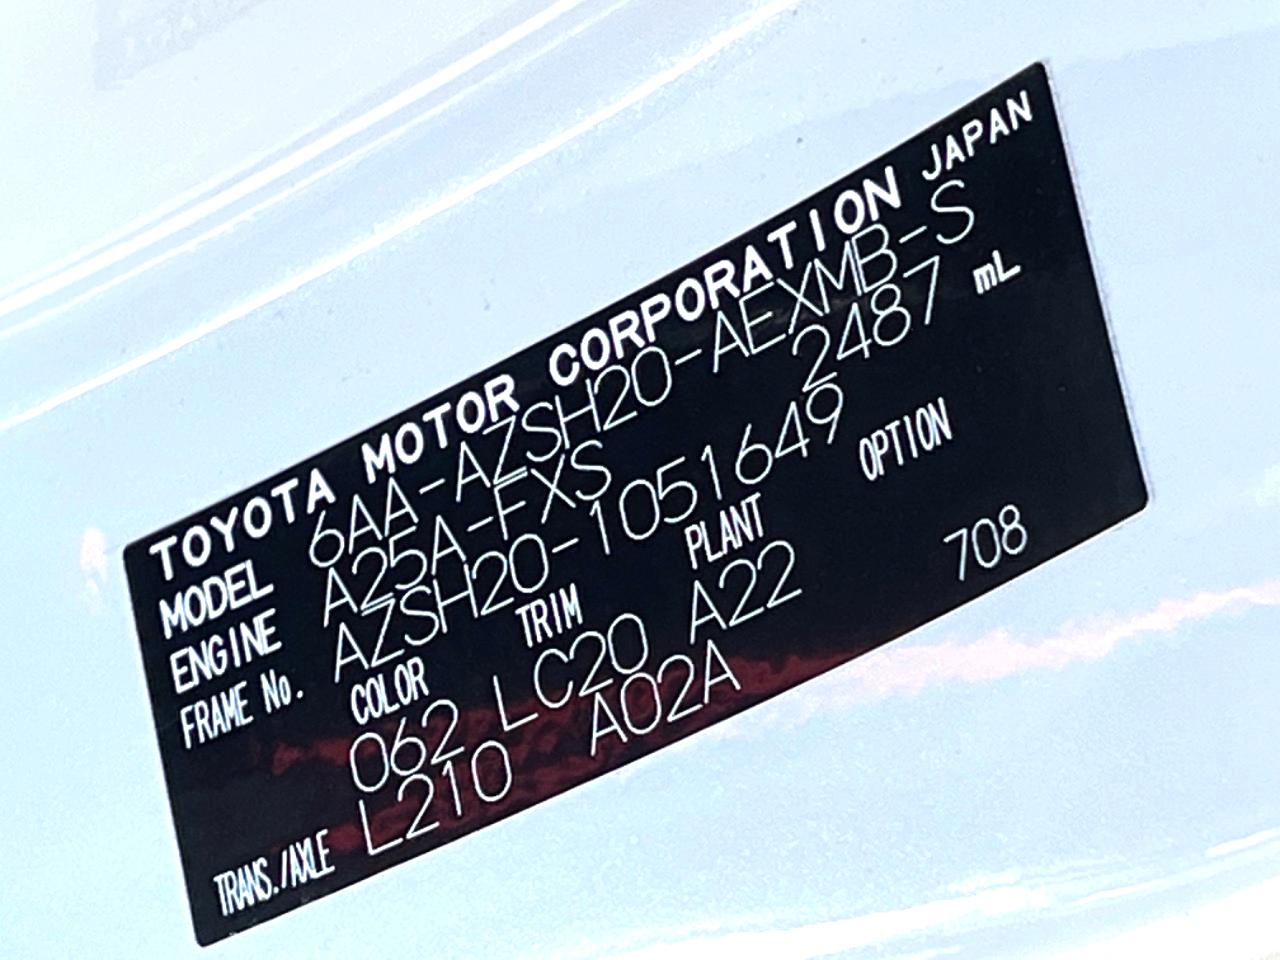 TOYOTA MOTOR CORPORATION JAPAN
MODEL 6AA-AZSH20-AEXMB-S
ENGINE A25A-FXS 2487 mL
FRAME No. AZSH20-1051649
COLOR TRIM PLANT OPTION
062 LC20 A22 708
TRANS./AXLE L210 A02A